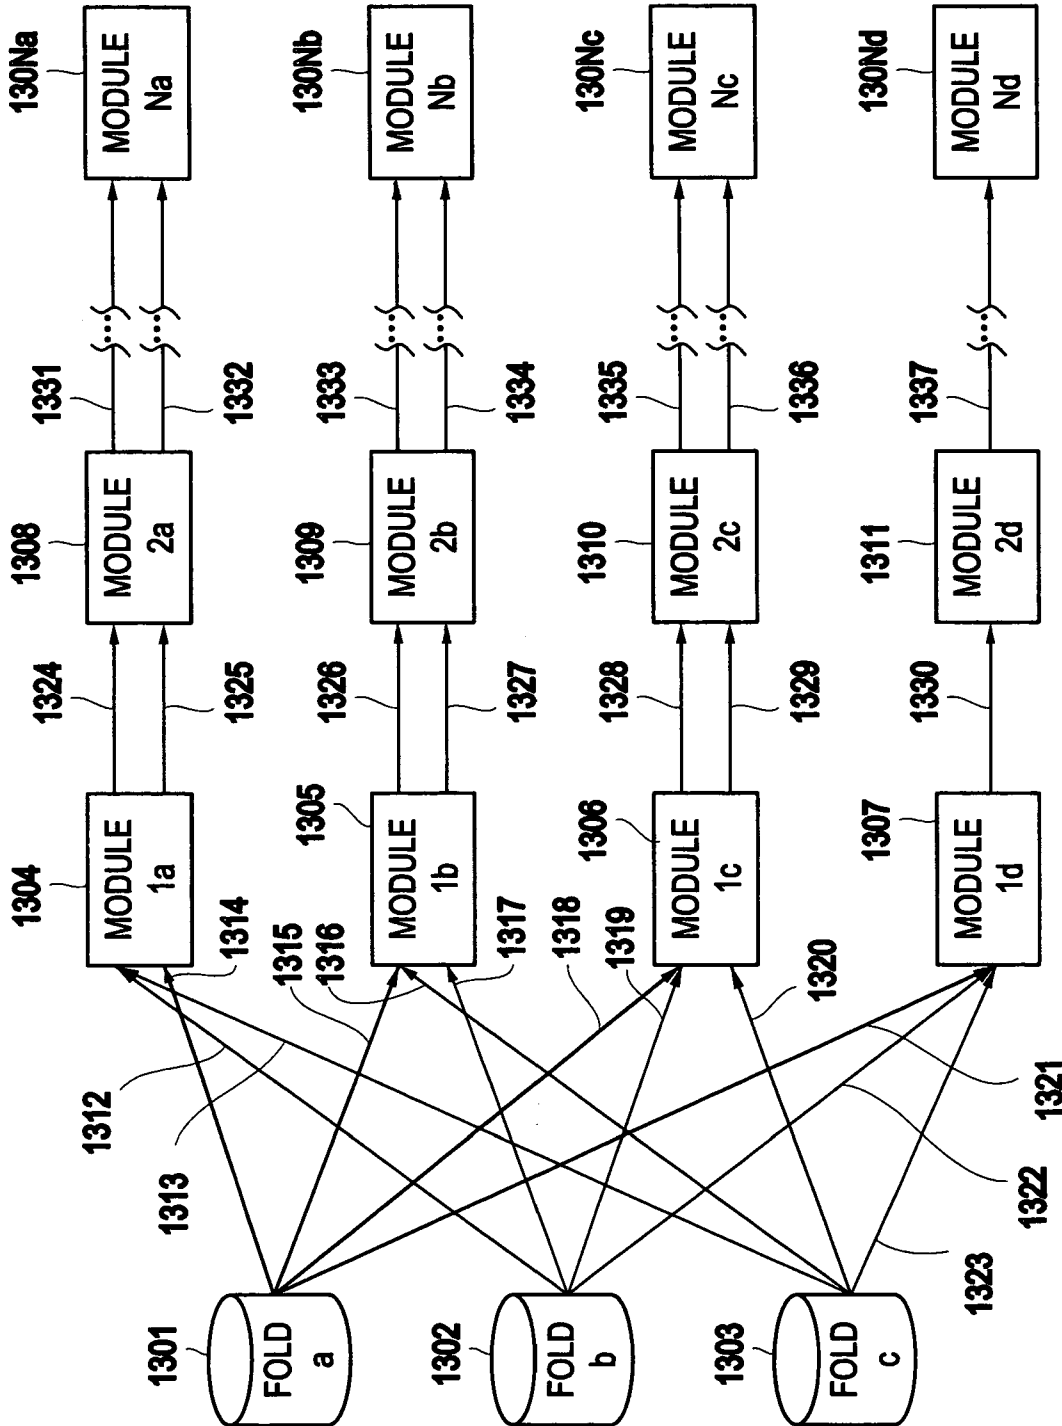 1304
1308
130Na
1324
1331
1312
MODULE
1a
MODULE
2a
MODULE
Na
1313
1314
1325
1332
1301
FOLD
a
1315
1316
1305
1309
130Nb
1326
1333
MODULE
1b
MODULE
2b
MODULE
Nb
1317
1327
1334
1302
FOLD
b
1318
1319
1306
1310
130Nc
1328
1335
MODULE
1c
MODULE
2c
MODULE
Nc
1320
1329
1336
1303
FOLD
c
1307
1311
130Nd
1330
1337
MODULE
1d
MODULE
2d
MODULE
Nd
1321
1322
1323